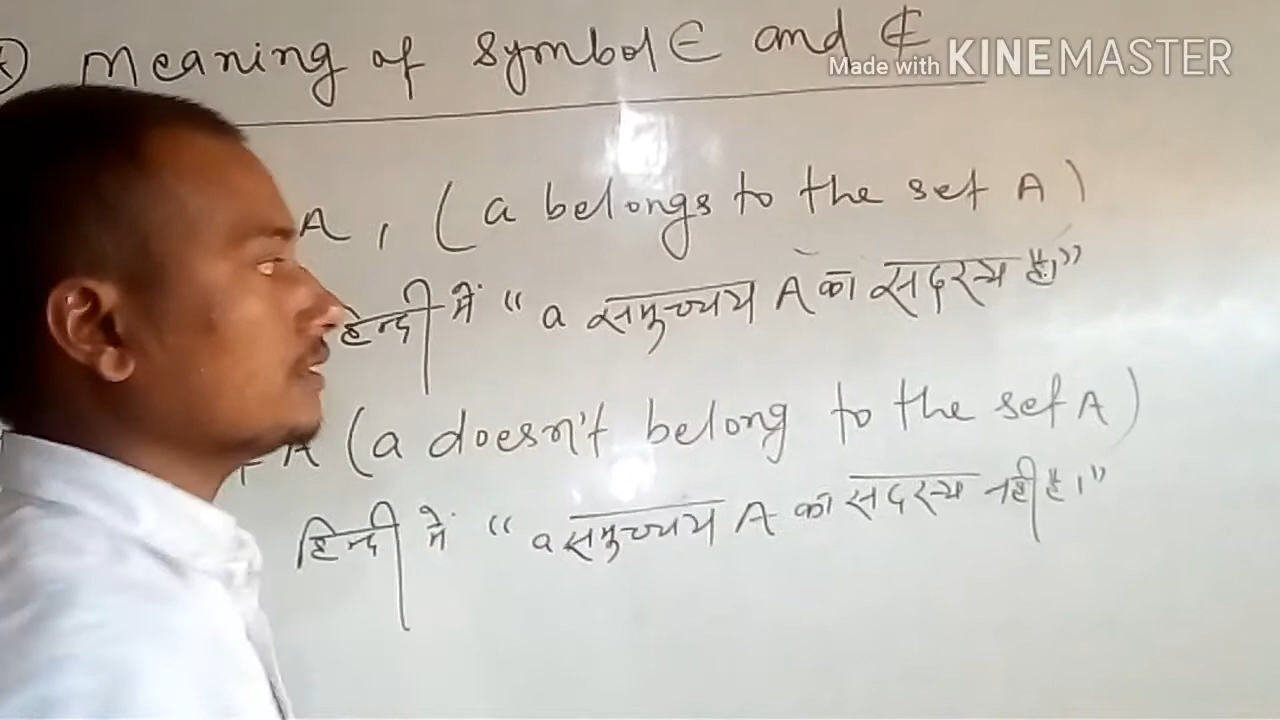 Meaning of symbol ∈ and ∉
Made with KINEMASTER
A, (a belongs to the set A)
हिन्दी में “a समुच्चय A का सदस्य है।”
A (a doesn't belong to the set A)
हिन्दी में “a समुच्चय A का सदस्य नहीं है।”